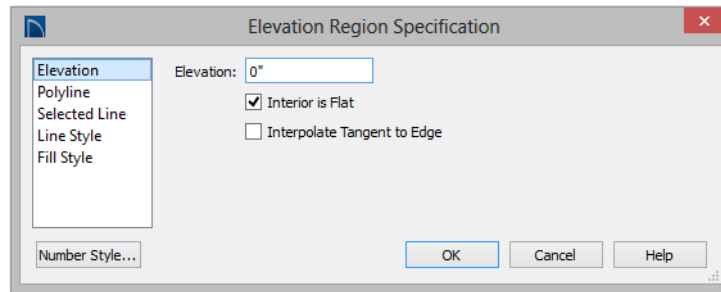 Elevation Region Specification
Elevation
Polyline
Selected Line
Line Style
Fill Style
Elevation: 0"
Interior is Flat
Interpolate Tangent to Edge
Number Style... OK Cancel Help